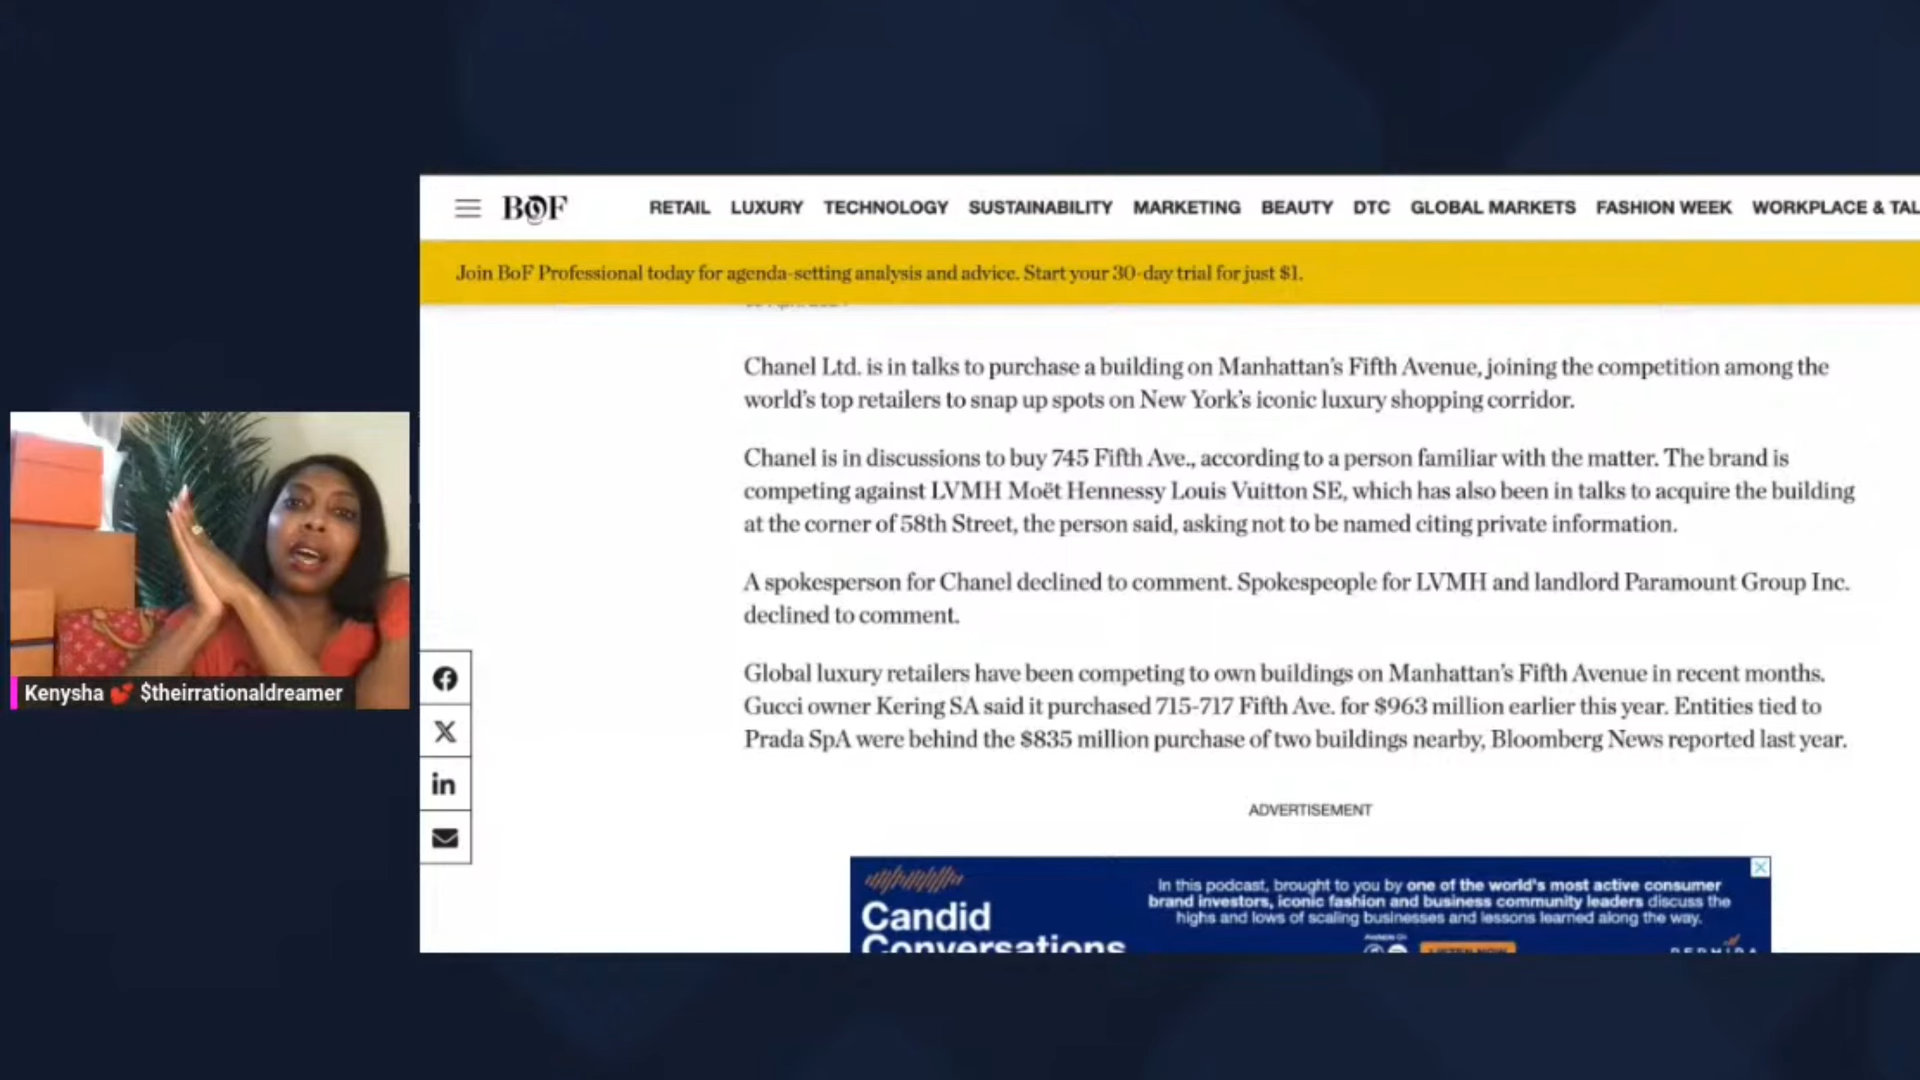 BOF
RETAIL LUXURY TECHNOLOGY SUSTAINABILITY MARKETING BEAUTY DTC GLOBAL MARKETS FASHION WEEK WORKPLACE & TAL
Join BoF Professional today for agenda-setting analysis and advice. Start your 30-day trial for just $1.
Chanel Ltd. is in talks to purchase a building on Manhattan's Fifth Avenue, joining the competition among the
world's top retailers to snap up spots on New York's iconic luxury shopping corridor.
Chanel is in discussions to buy 745 Fifth Ave., according to a person familiar with the matter. The brand is
competing against LVMH Moët Hennessy Louis Vuitton SE, which has also been in talks to acquire the building
at the corner of 58th Street, the person said, asking not to be named citing private information.
A spokesperson for Chanel declined to comment. Spokespeople for LVMH and landlord Paramount Group Inc.
declined to comment.
Global luxury retailers have been competing to own buildings on Manhattan's Fifth Avenue in recent months.
Gucci owner Kering SA said it purchased 715-717 Fifth Ave. for $963 million earlier this year. Entities tied to
Prada SpA were behind the $835 million purchase of two buildings nearby, Bloomberg News reported last year.
Kenysha 💕 $theirrationaldreamer
ADVERTISEMENT
Candid
Conversations
In this podcast, brought to you by one of the world's most active consumer
brand investors, iconic fashion and business community leaders discuss the
highs and lows of scaling businesses and lessons learned along the way.